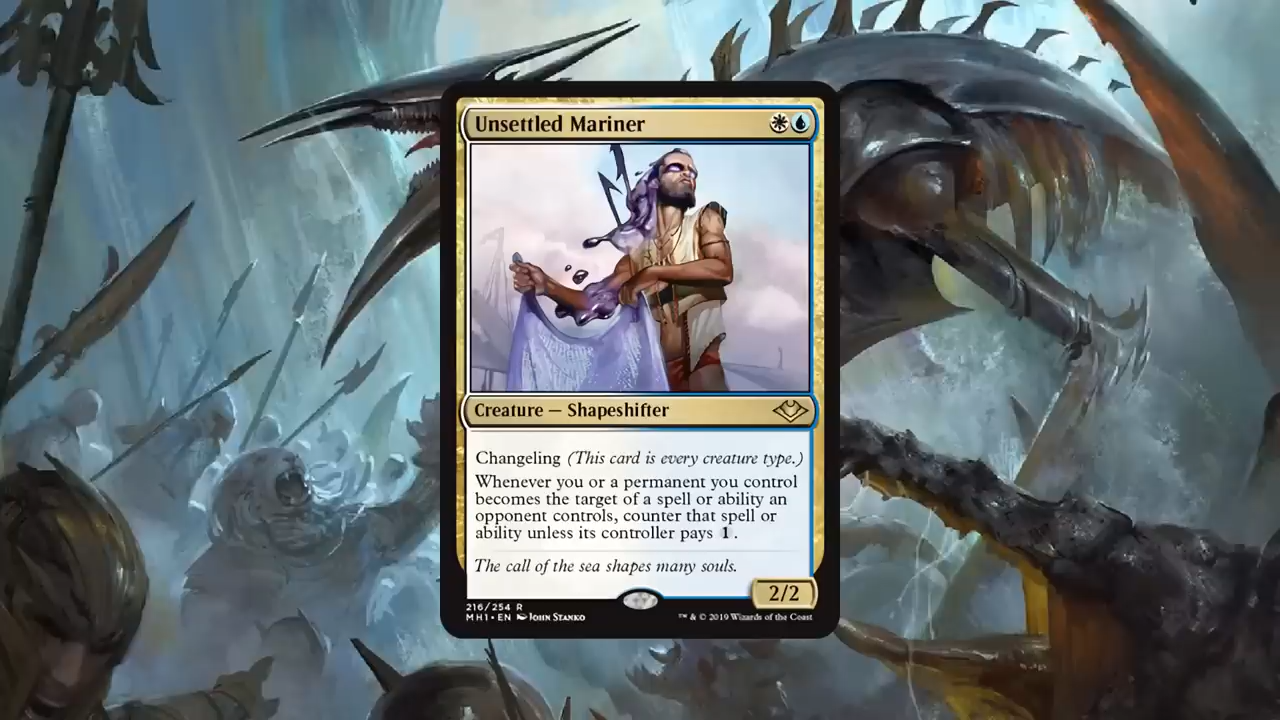 Unsettled Mariner
Creature — Shapeshifter
Changeling (This card is every creature type.)
Whenever you or a permanent you control
becomes the target of a spell or ability an
opponent controls, counter that spell or
ability unless its controller pays 1.
The call of the sea shapes many souls.
2/2
216/254 R
MH1 • EN John Stanko
™ & © 2019 Wizards of the Coast